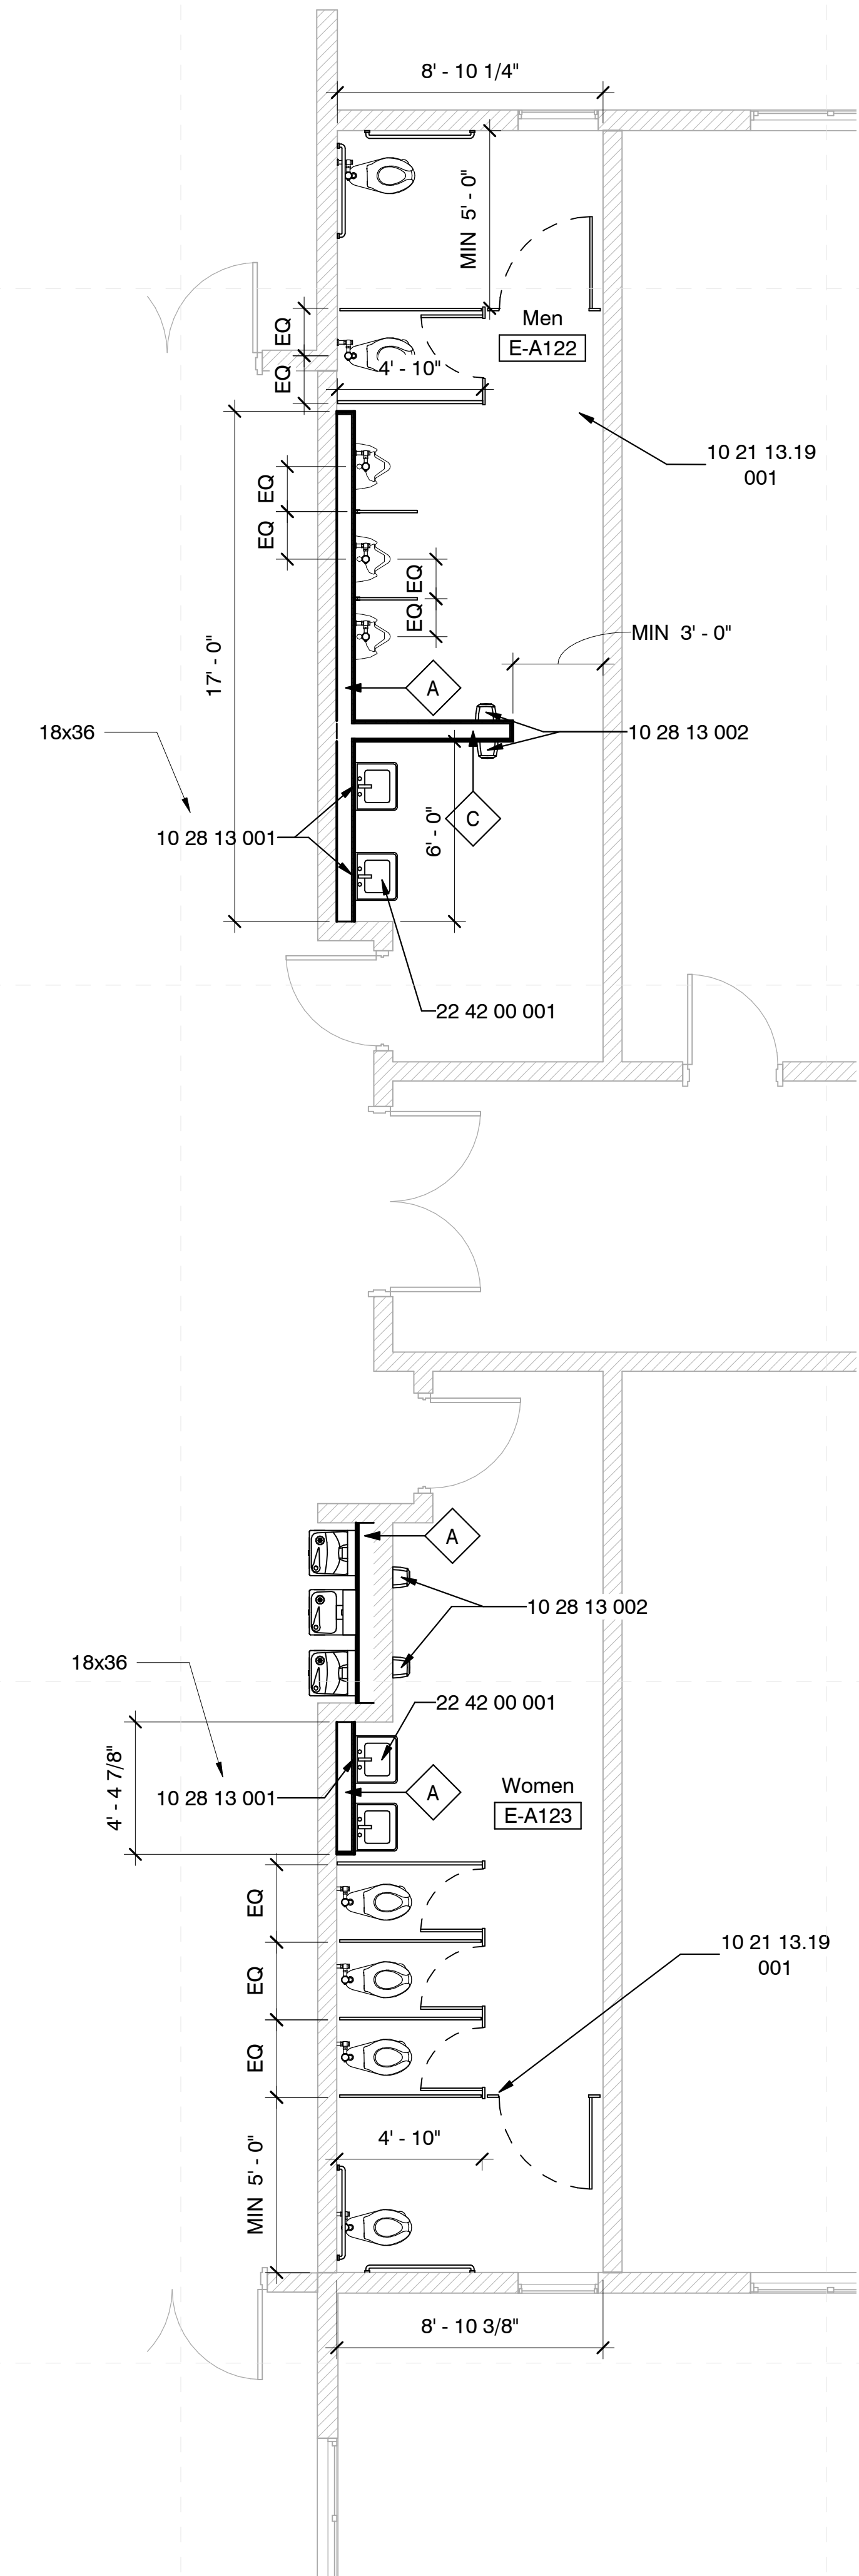 8' - 10 1/4"
MIN 5' - 0"
Men
E-A122
EQ
EQ
4' - 10"
10 21 13.19
001
EQ
EQ
EQ
EQ
17' - 0"
MIN 3' - 0"
A
18x36
10 28 13 002
C
6' - 0"
10 28 13 001
22 42 00 001
A
10 28 13 002
18x36
22 42 00 001
4' - 4 7/8"
10 28 13 001
A
Women
E-A123
EQ
10 21 13.19
001
EQ
EQ
4' - 10"
MIN 5' - 0"
8' - 10 3/8"